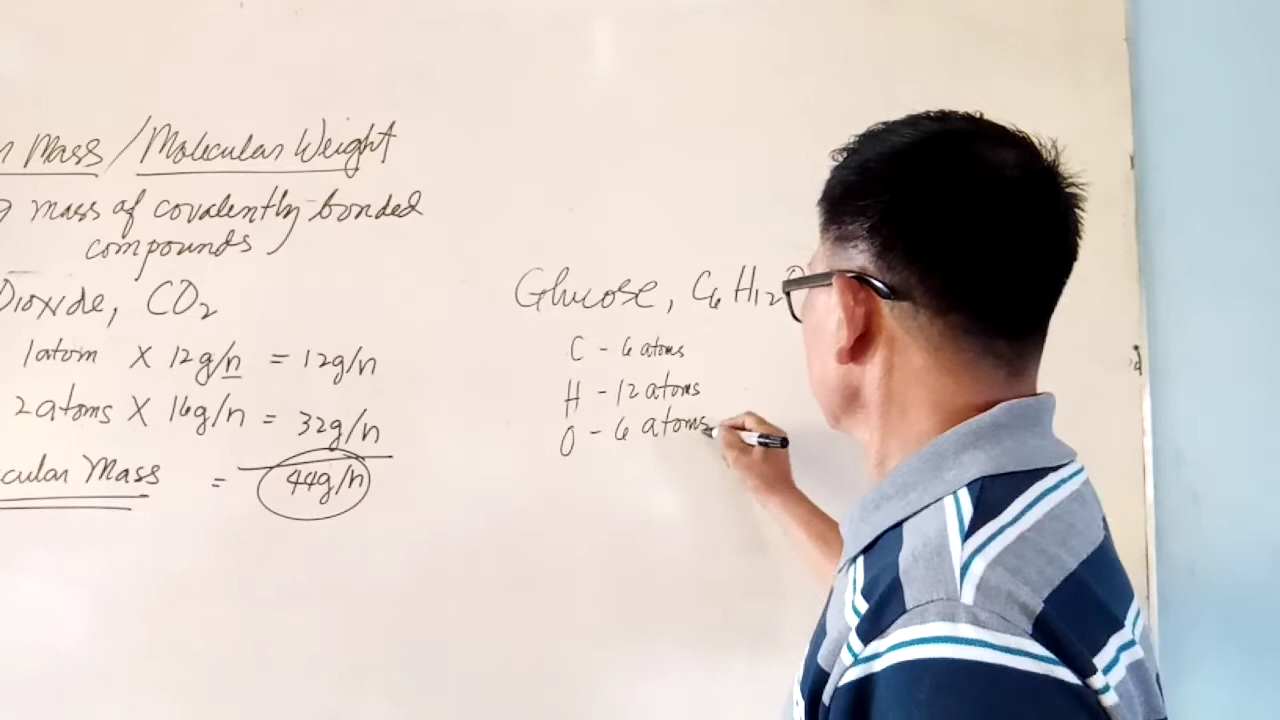 n Mass / Molecular Weight
g mass of covalently-bonded
compounds
Dioxide, CO2
1 atom X 12g/n = 12g/n
2 atoms X 16g/n = 32g/n
cular Mass = 44g/n
Glucose, C6 H12 O
C - 6 atoms
H - 12 atoms
O - 6 atoms